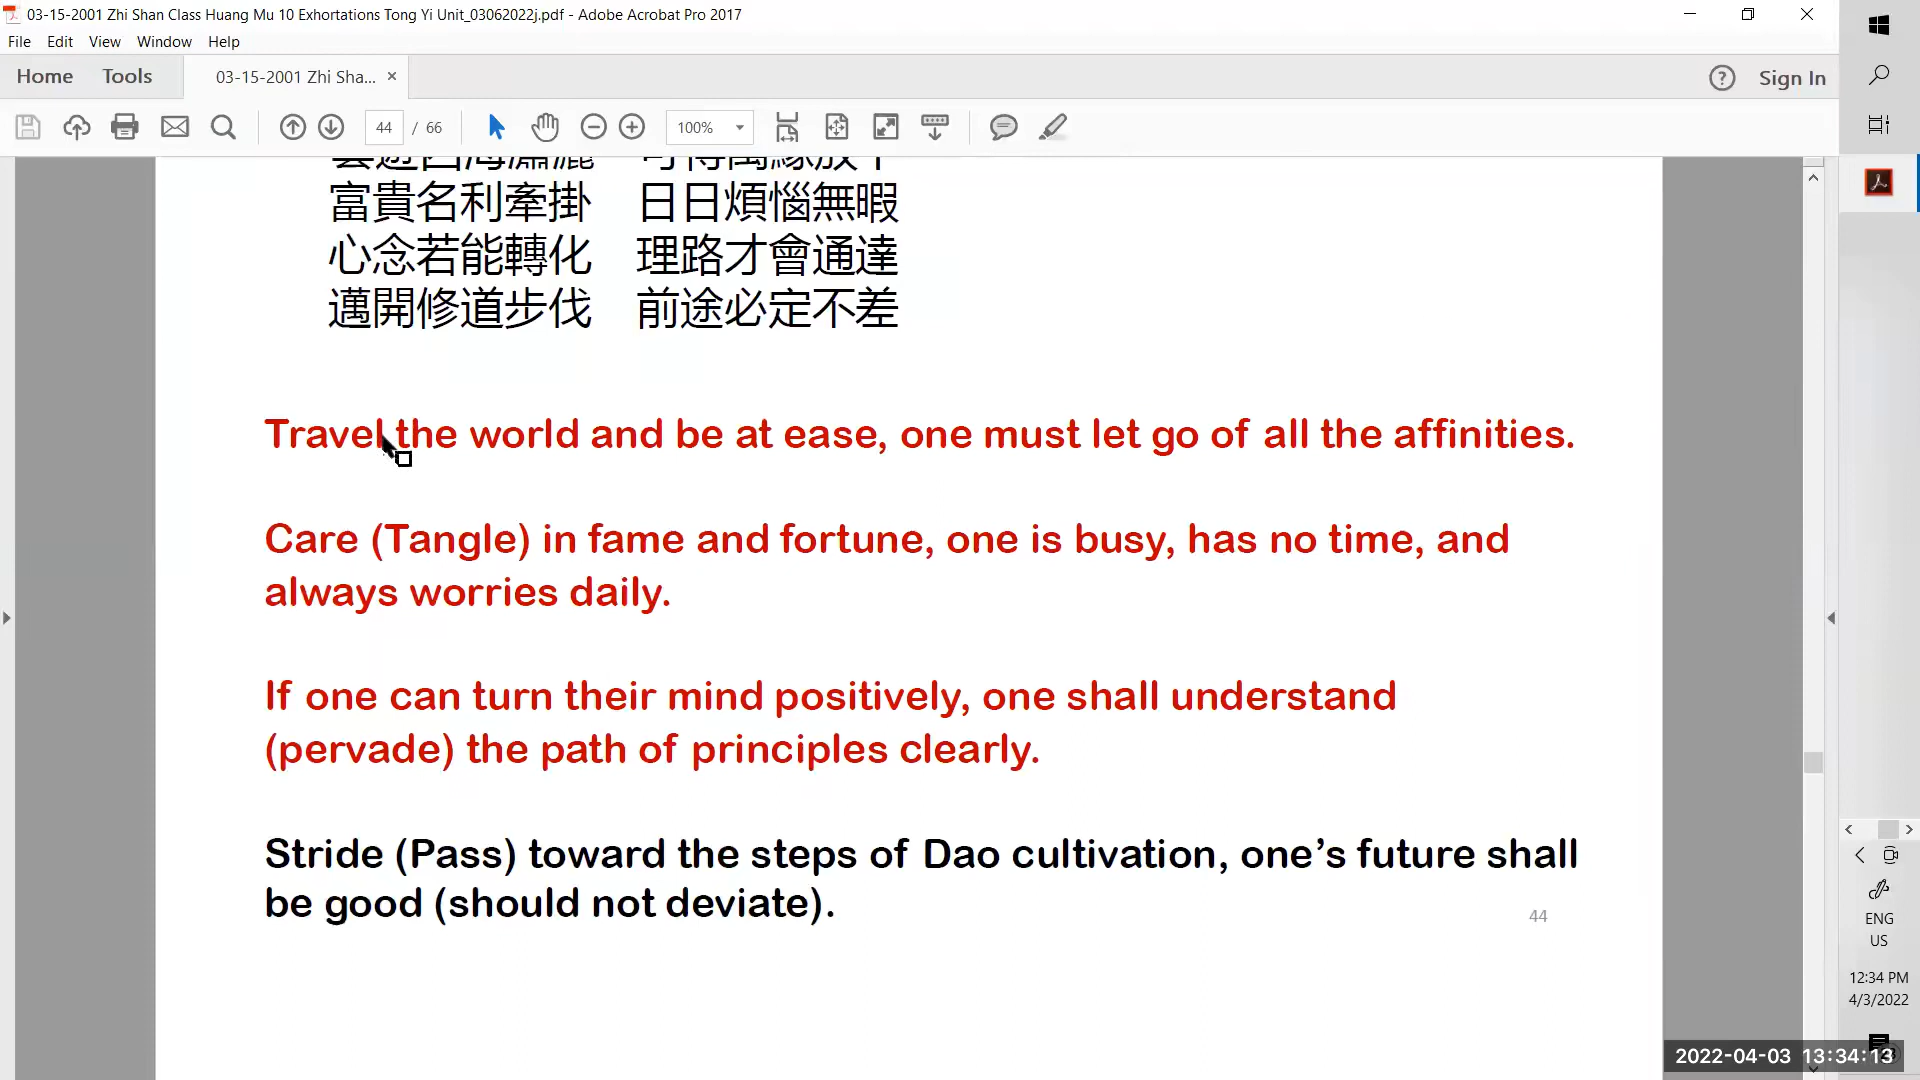 03-15-2001 Zhi Shan Class Huang Mu 10 Exhortations Tong Yi Unit_03062022j.pdf - Adobe Acrobat Pro 2017
File Edit View Window Help
Home Tools 03-15-2001 Zhi Sha... × ? Sign In
44 / 66 100%
富貴名利牽掛 日日煩惱無暇
心念若能轉化 理路才會通達
邁開修道步伐 前途必定不差
Travel the world and be at ease, one must let go of all the affinities.
Care (Tangle) in fame and fortune, one is busy, has no time, and
always worries daily.
If one can turn their mind positively, one shall understand
(pervade) the path of principles clearly.
Stride (Pass) toward the steps of Dao cultivation, one’s future shall
be good (should not deviate).
44
ENG
US
12:34 PM
4/3/2022
2022-04-03 13:34:13